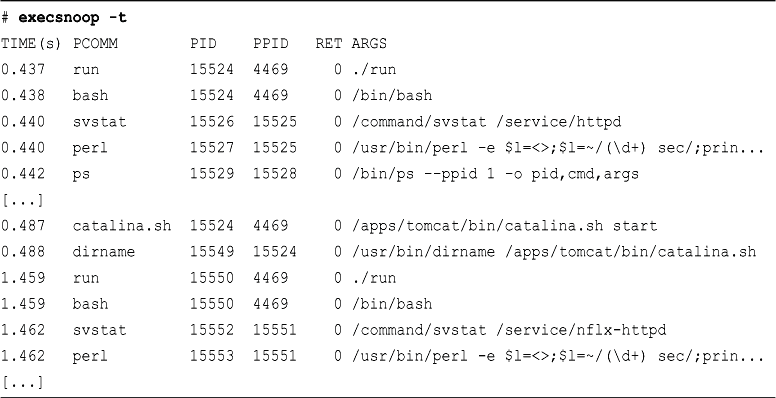 # execsnoop -t
TIME(s) PCOMM      PID    PPID   RET ARGS
0.437   run        15524  4469     0 ./run
0.438   bash       15524  4469     0 /bin/bash
0.440   svstat     15526  15525    0 /command/svstat /service/httpd
0.440   perl       15527  15525    0 /usr/bin/perl -e $l=<>;$l=~/(\d+) sec/;prin...
0.442   ps         15529  15528    0 /bin/ps --ppid 1 -o pid,cmd,args
[...]
0.487   catalina.sh 15524 4469     0 /apps/tomcat/bin/catalina.sh start
0.488   dirname    15549  15524    0 /usr/bin/dirname /apps/tomcat/bin/catalina.sh
1.459   run        15550  4469     0 ./run
1.459   bash       15550  4469     0 /bin/bash
1.462   svstat     15552  15551    0 /command/svstat /service/nflx-httpd
1.462   perl       15553  15551    0 /usr/bin/perl -e $l=<>;$l=~/(\d+) sec/;prin...
[...]